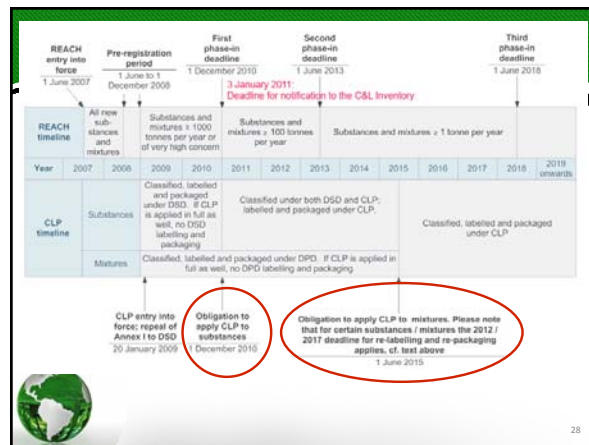 REACH
entry into
force
1 June 2007
Pre-registration
period
1 June to 1
December 2008
First
phase-in
deadline
1 December 2010
Second
phase-in
deadline
1 June 2013
Third
phase-in
deadline
1 June 2018
3 January 2011:
Deadline for notification to the C&L Inventory
REACH
timeline
All new
sub-
stances
and
mixtures
Substances and
mixtures ≥ 1000
tonnes per year or
of very high concern
Substances and
mixtures ≥ 100 tonnes
per year
Substances and mixtures ≥ 1 tonne per year
Year 2007 2008 2009 2010 2011 2012 2013 2014 2015 2016 2017 2018 2019
onwards
CLP
timeline
Substances
Classified, labelled
and packaged
under DSD. If CLP
is applied in full as
well, no DSD
labelling and
packaging
Classified under both DSD and CLP;
labelled and packaged under CLP.
Classified, labelled and packaged
under CLP
Mixtures
Classified, labelled and packaged under DPD. If CLP is applied in
full as well, no DPD labelling and packaging
CLP entry into
force; repeal of
Annex I to DSD
20 January 2009
Obligation to
apply CLP to
substances
1 December 2010
Obligation to apply CLP to mixtures. Please note
that for certain substances / mixtures the 2012 /
2017 deadline for re-labelling and re-packaging
applies, cf. text above
1 June 2015
28